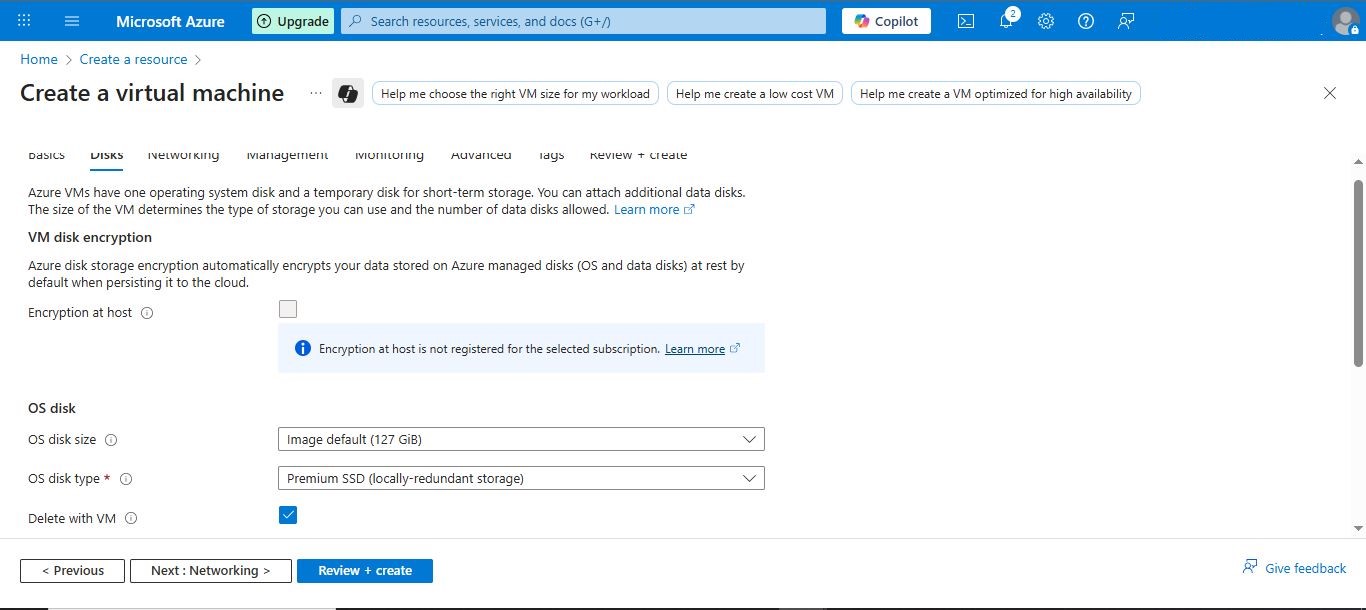 Microsoft Azure
Upgrade
Search resources, services, and docs (G+/)
Copilot
2
Home > Create a resource >
Create a virtual machine
...
Help me choose the right VM size for my workload
Help me create a low cost VM
Help me create a VM optimized for high availability
Basics Disks Networking Management Monitoring Advanced Tags Review + create
Azure VMs have one operating system disk and a temporary disk for short-term storage. You can attach additional data disks.
The size of the VM determines the type of storage you can use and the number of data disks allowed. Learn more
VM disk encryption
Azure disk storage encryption automatically encrypts your data stored on Azure managed disks (OS and data disks) at rest by
default when persisting it to the cloud.
Encryption at host
Encryption at host is not registered for the selected subscription. Learn more
OS disk
OS disk size
Image default (127 GiB)
OS disk type *
Premium SSD (locally-redundant storage)
Delete with VM
< Previous
Next : Networking >
Review + create
Give feedback